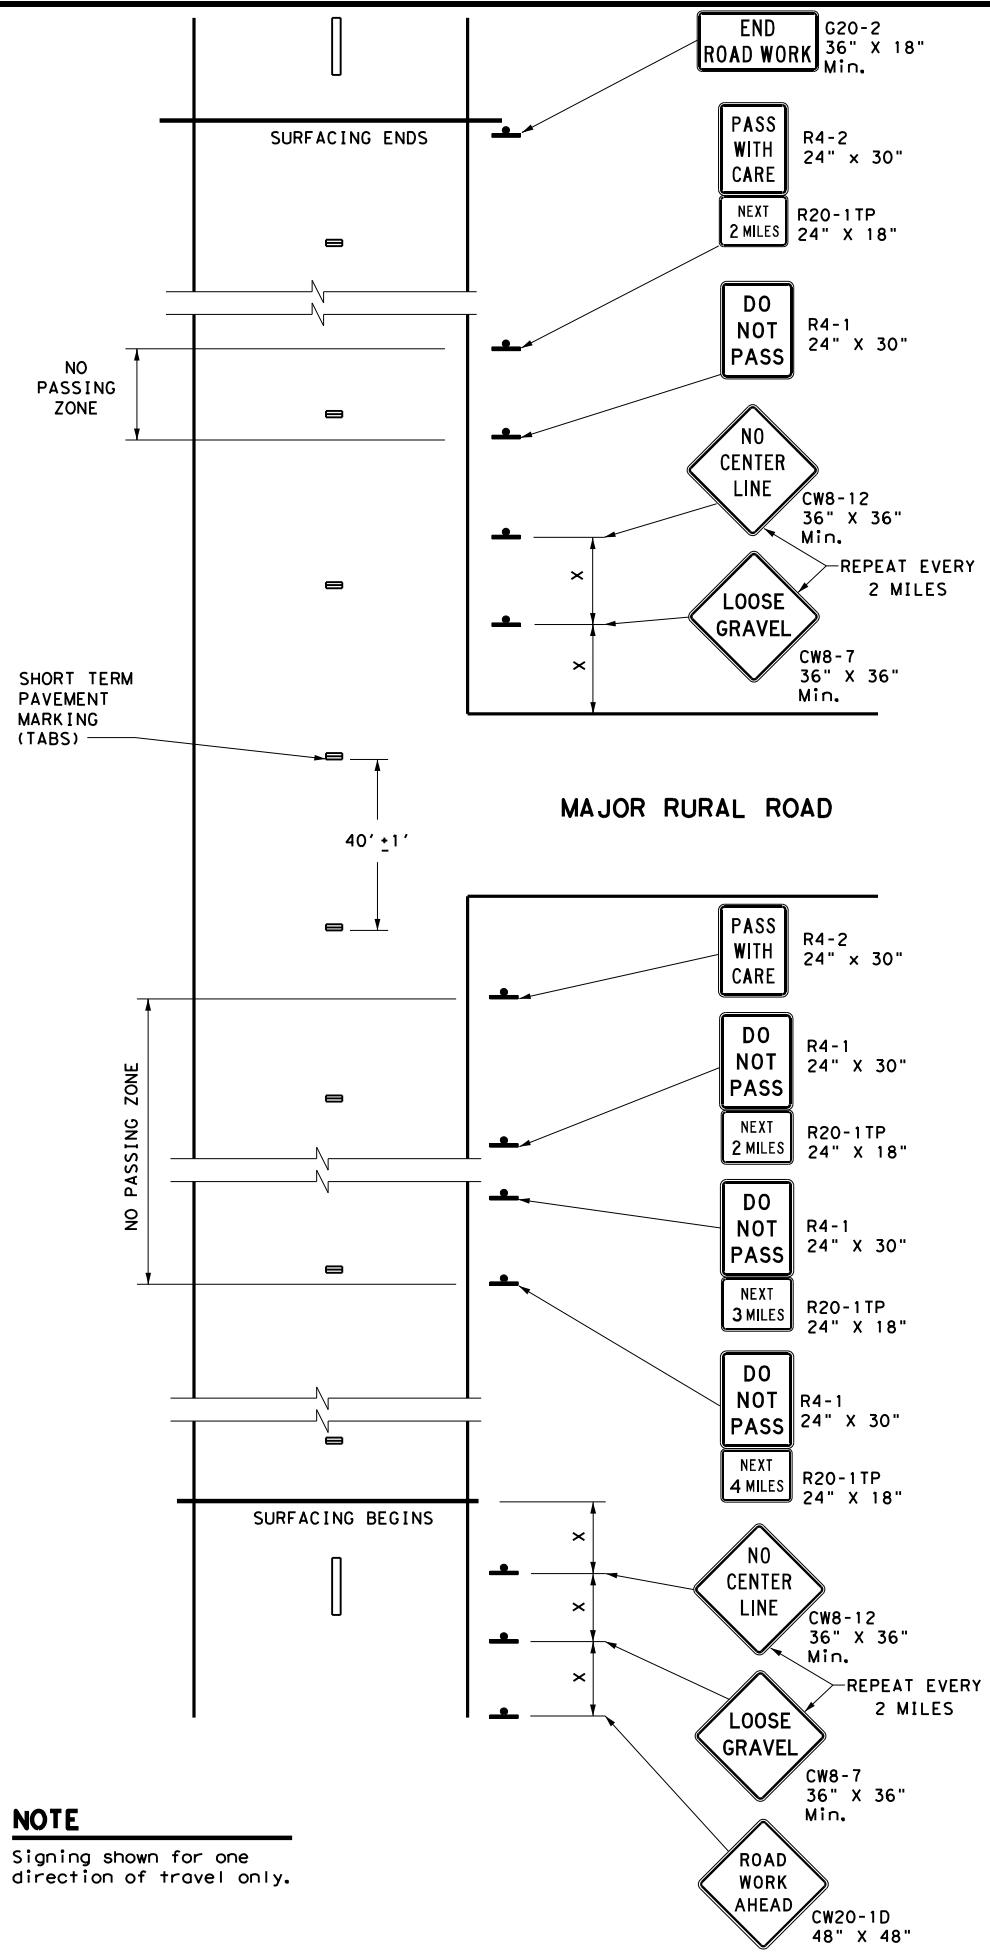 END
ROAD WORK
G20-2
36" X 18"
Min.
SURFACING ENDS
PASS
WITH
CARE
R4-2
24" x 30"
NEXT
2 MILES
R20-1TP
24" X 18"
DO
NOT
PASS
R4-1
24" X 30"
NO
PASSING
ZONE
NO
CENTER
LINE
CW8-12
36" X 36"
Min.
REPEAT EVERY
2 MILES
X
LOOSE
GRAVEL
CW8-7
36" X 36"
Min.
X
SHORT TERM
PAVEMENT
MARKING
(TABS)
MAJOR RURAL ROAD
40' ±1'
PASS
WITH
CARE
R4-2
24" x 30"
NO PASSING ZONE
DO
NOT
PASS
R4-1
24" X 30"
NEXT
2 MILES
R20-1TP
24" X 18"
DO
NOT
PASS
R4-1
24" X 30"
NEXT
3 MILES
R20-1TP
24" X 18"
DO
NOT
PASS
R4-1
24" X 30"
NEXT
4 MILES
R20-1TP
24" X 18"
SURFACING BEGINS
X
NO
CENTER
LINE
CW8-12
36" X 36"
Min.
X
REPEAT EVERY
2 MILES
X
LOOSE
GRAVEL
CW8-7
36" X 36"
Min.
ROAD
WORK
AHEAD
CW20-1D
48" X 48"
NOTE
Signing shown for one
direction of travel only.